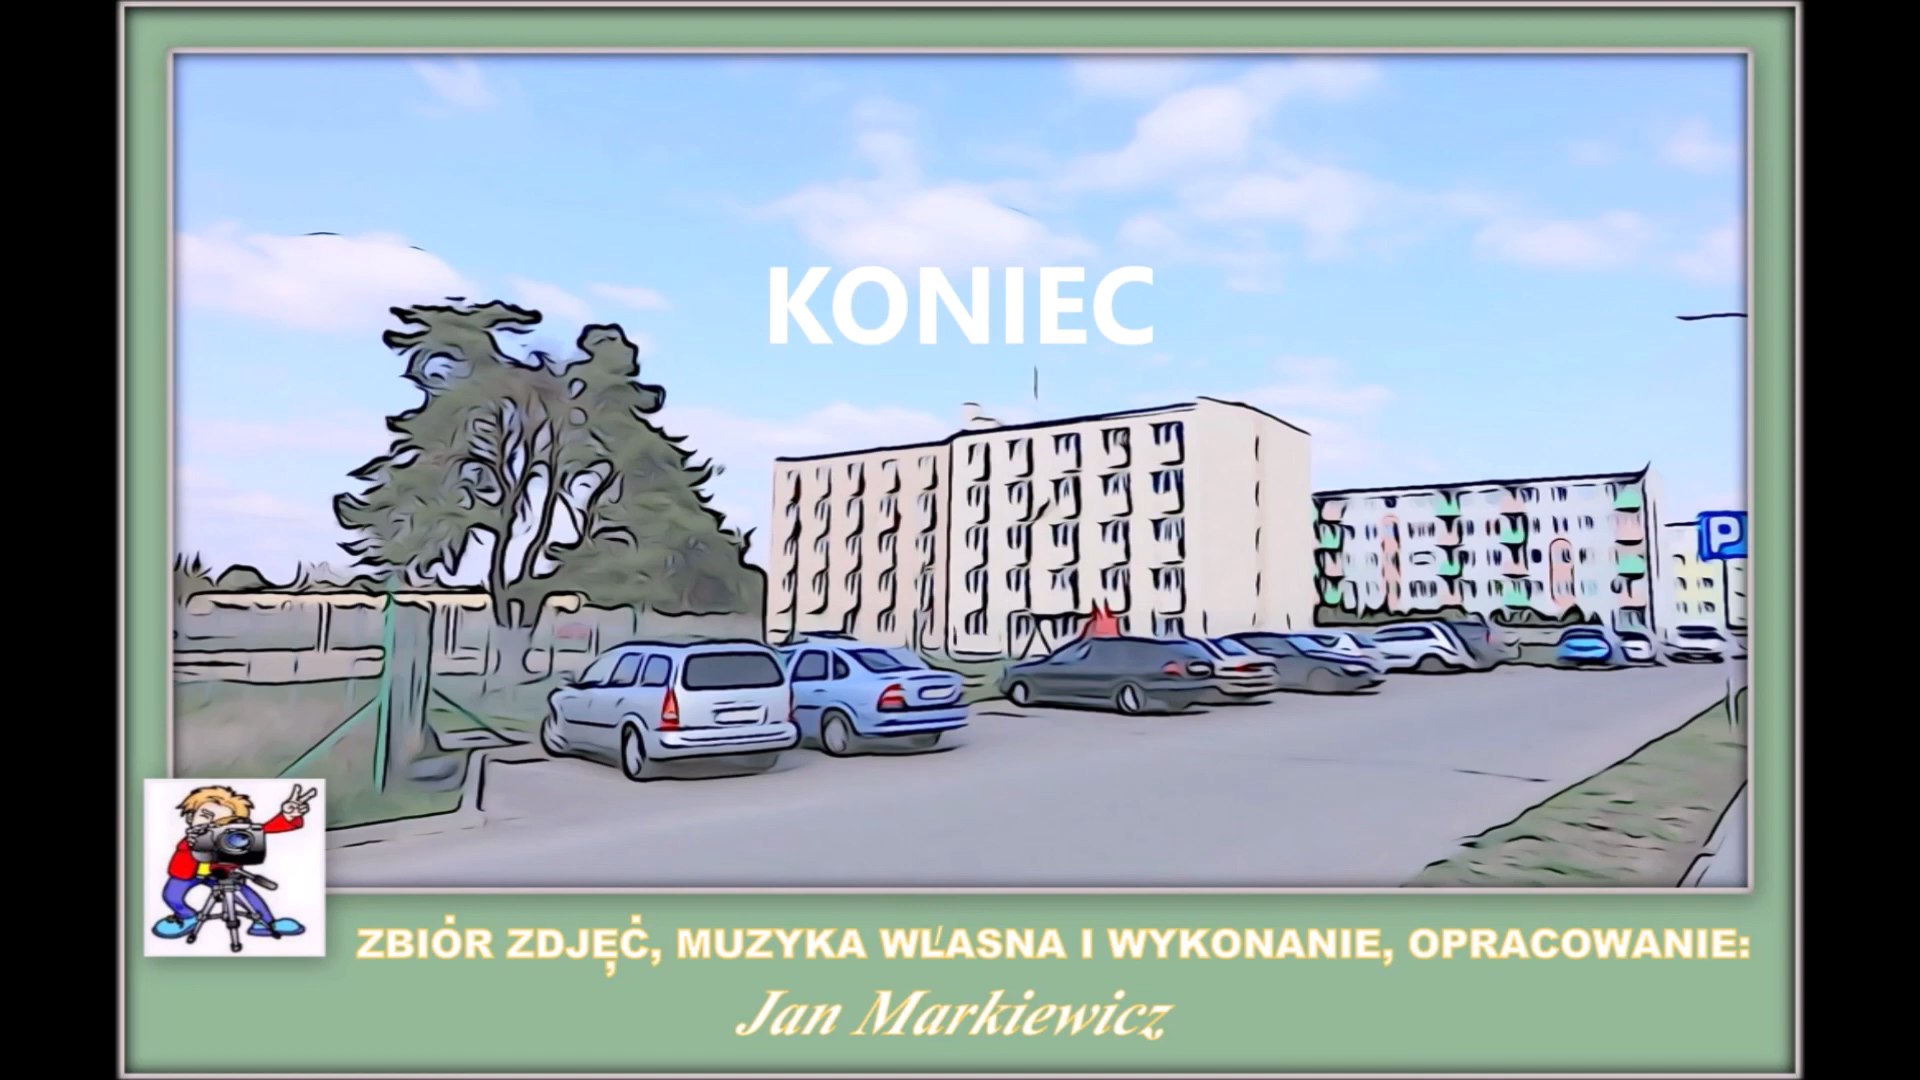 KONIEC
P
ZBIÓR ZDJĘĆ, MUZYKA WŁASNA I WYKONANIE, OPRACOWANIE:
Jan Markiewicz